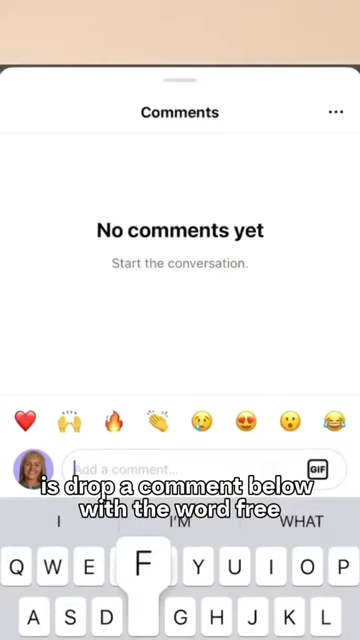 Comments
No comments yet
Start the conversation.
Add a comment...
GIF
is drop a comment below
with the word free
I
I'M
WHAT
Q W E F Y U I O P
A S D G H J K L